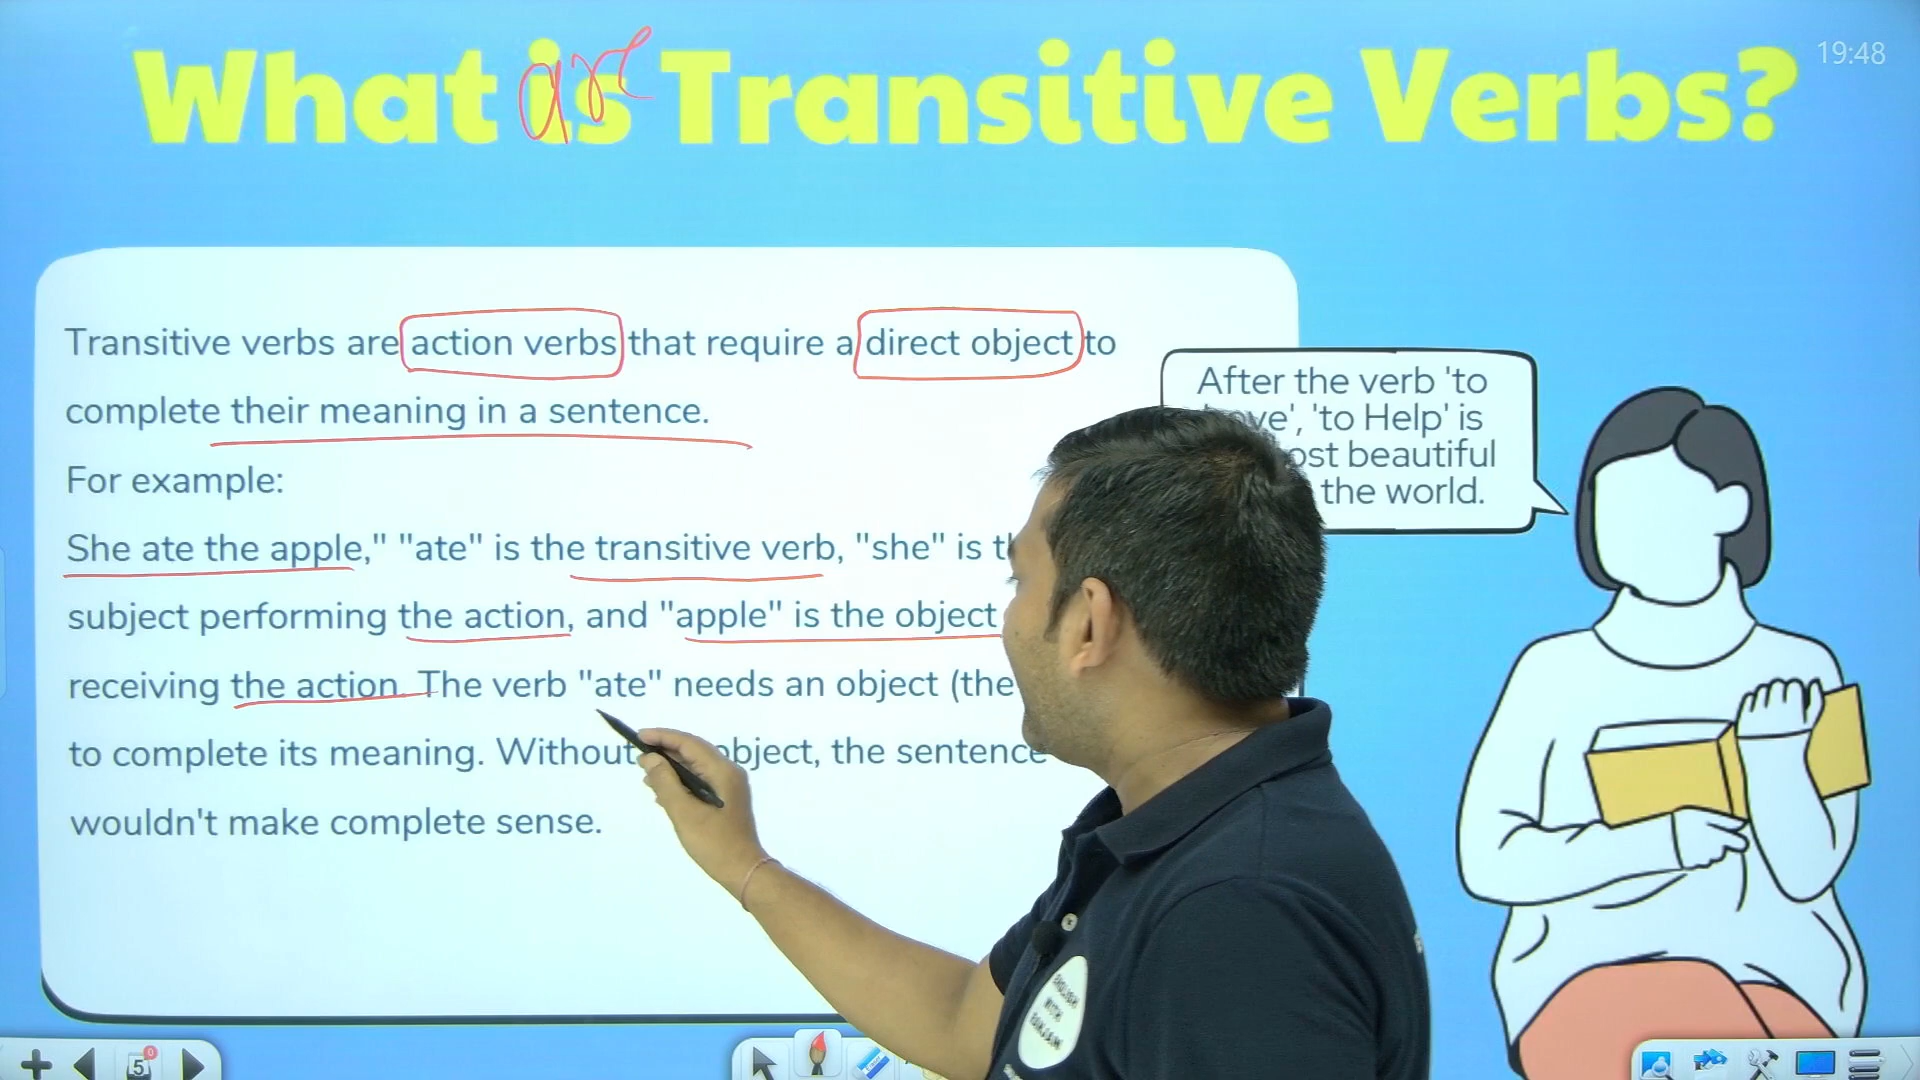 What is Transitive Verbs?
are
19:48
Transitive verbs are action verbs that require a direct object to
complete their meaning in a sentence.
For example:
She ate the apple," "ate" is the transitive verb, "she" is
subject performing the action, and "apple" is the object
receiving the action. The verb "ate" needs an object (the
to complete its meaning. Without object, the sentence
wouldn't make complete sense.
After the verb 'to
'to Help' is
beautiful
the world.
5
0
ENGLISH
WITH